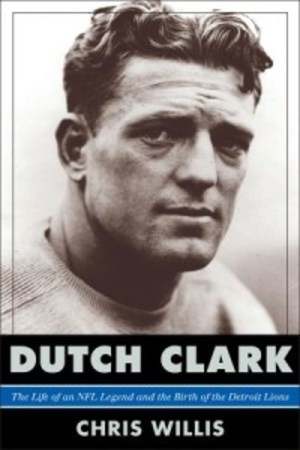 DUTCH CLARK
The Life of an NFL Legend and the Birth of the Detroit Lions
CHRIS WILLIS